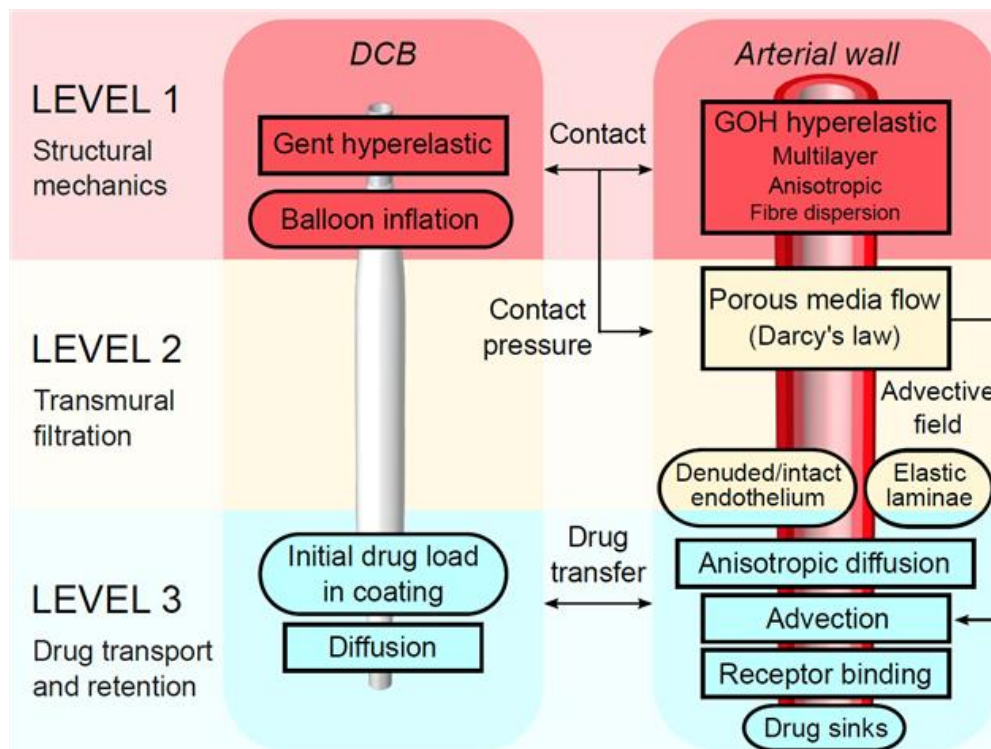 DCB
Arterial wall
LEVEL 1
Structural
mechanics
Gent hyperelastic
Balloon inflation
Contact
GOH hyperelastic
Multilayer
Anisotropic
Fibre dispersion
LEVEL 2
Transmural
filtration
Contact
pressure
Porous media flow
(Darcy's law)
Advective
field
Denuded/intact
endothelium
Elastic
laminae
LEVEL 3
Drug transport
and retention
Initial drug load
in coating
Diffusion
Drug
transfer
Anisotropic diffusion
Advection
Receptor binding
Drug sinks